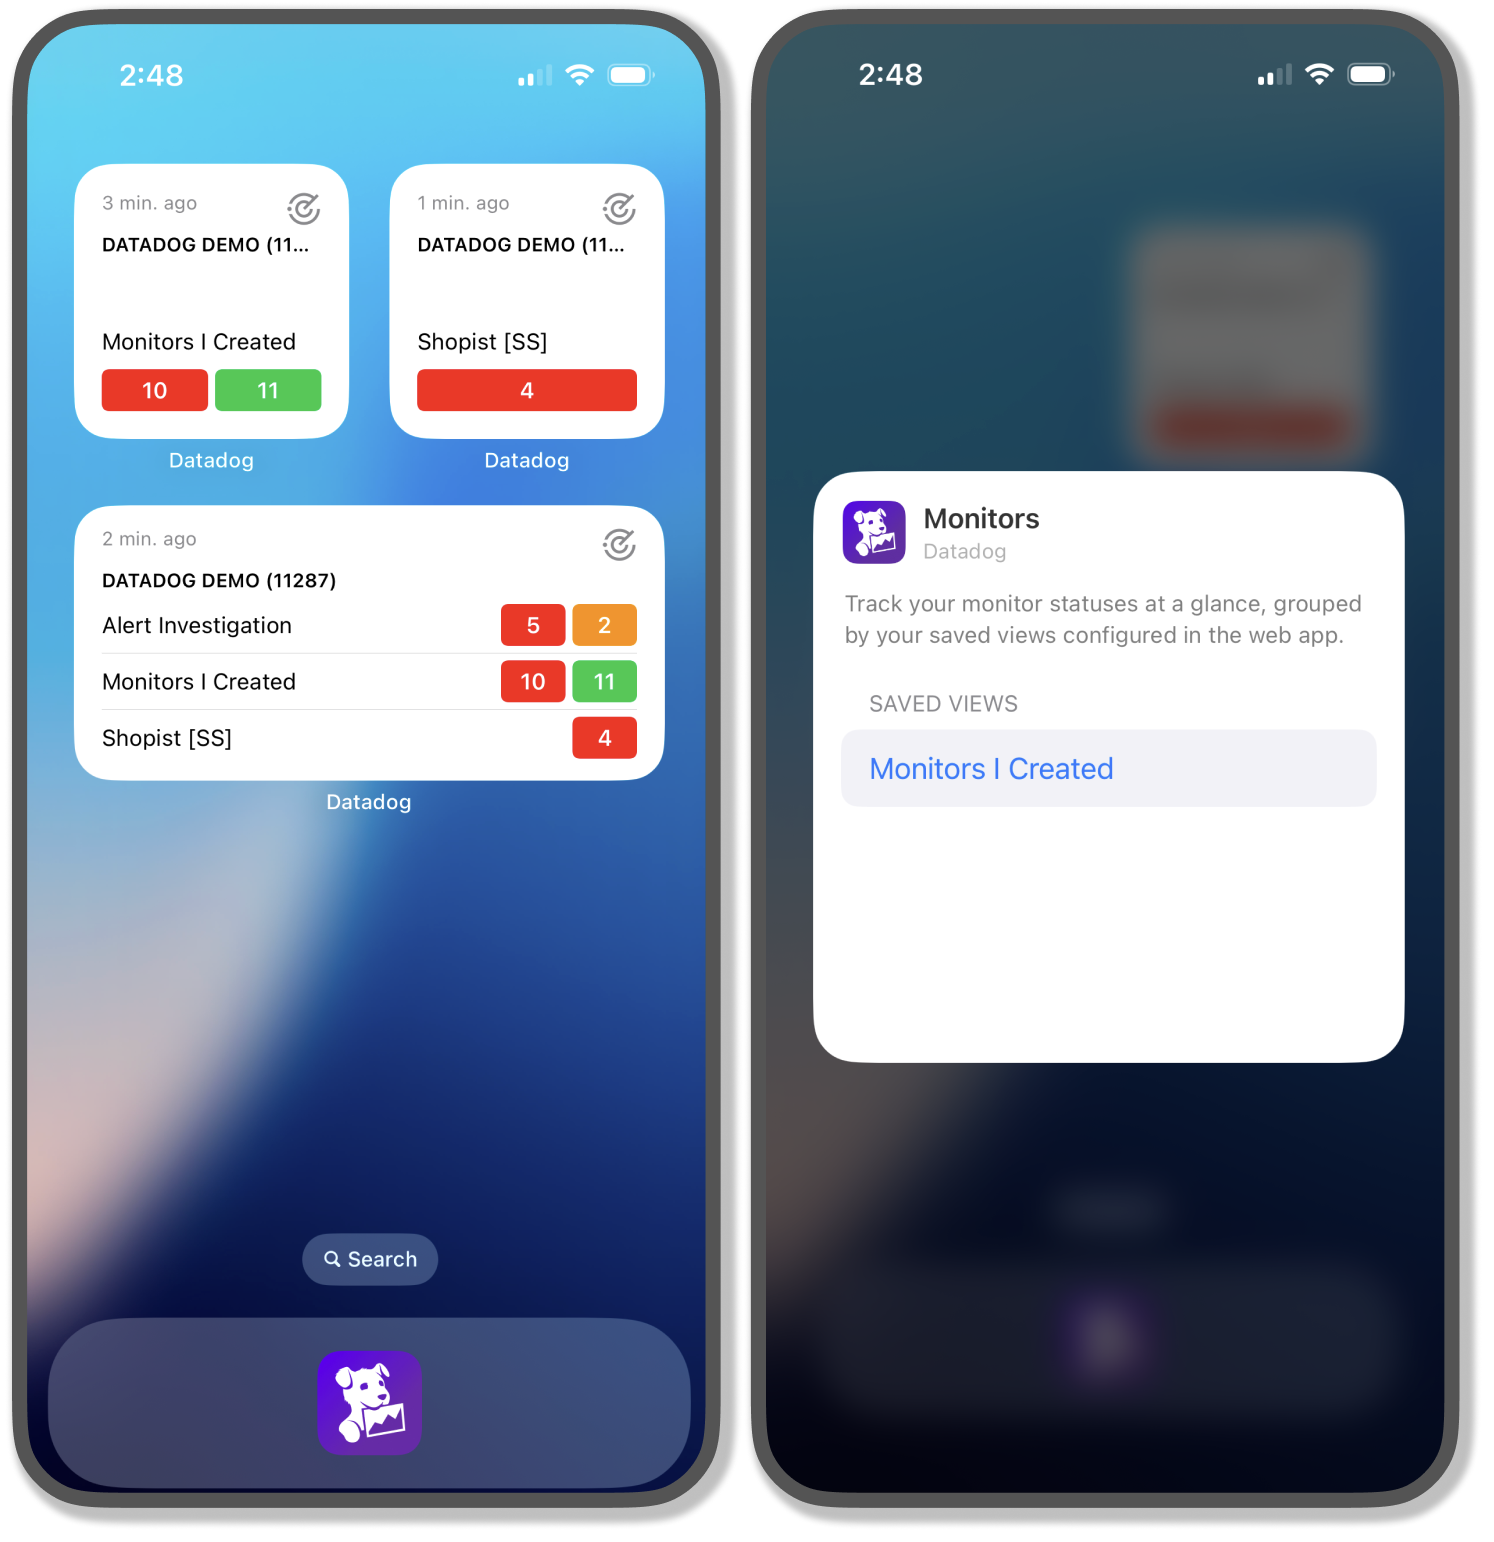 2:48
3 min. ago
DATADOG DEMO (11...
Monitors I Created
10 11
Datadog
1 min. ago
DATADOG DEMO (11...
Shopist [SS]
4
Datadog
2 min. ago
DATADOG DEMO (11287)
Alert Investigation 5 2
Monitors I Created 10 11
Shopist [SS] 4
Datadog
Search
2:48
Monitors
Datadog
Track your monitor statuses at a glance, grouped
by your saved views configured in the web app.
SAVED VIEWS
Monitors I Created